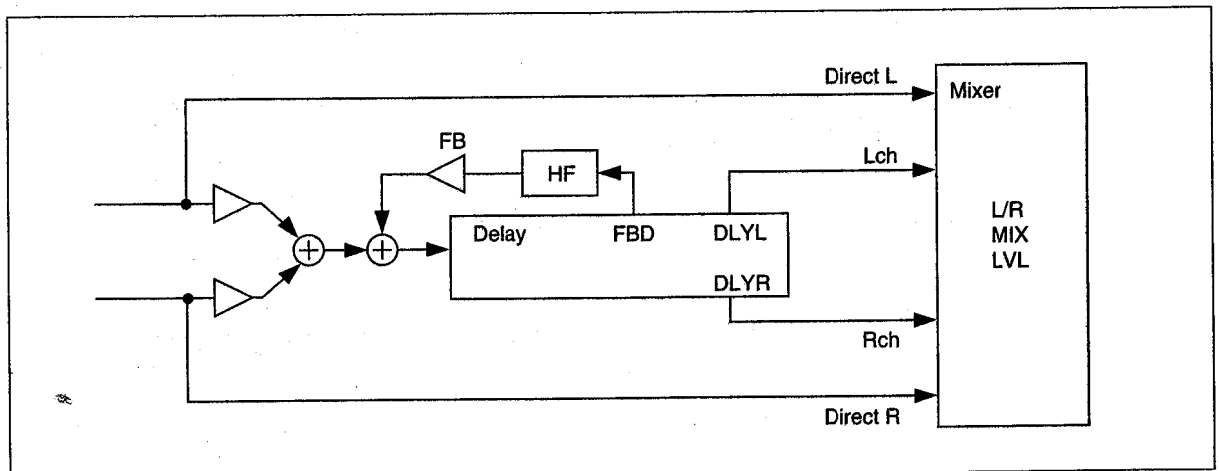 Direct L
Mixer
FB
HF
Lch
Delay
FBD
DLYL
DLYR
L/R
MIX
LVL
Rch
Direct R